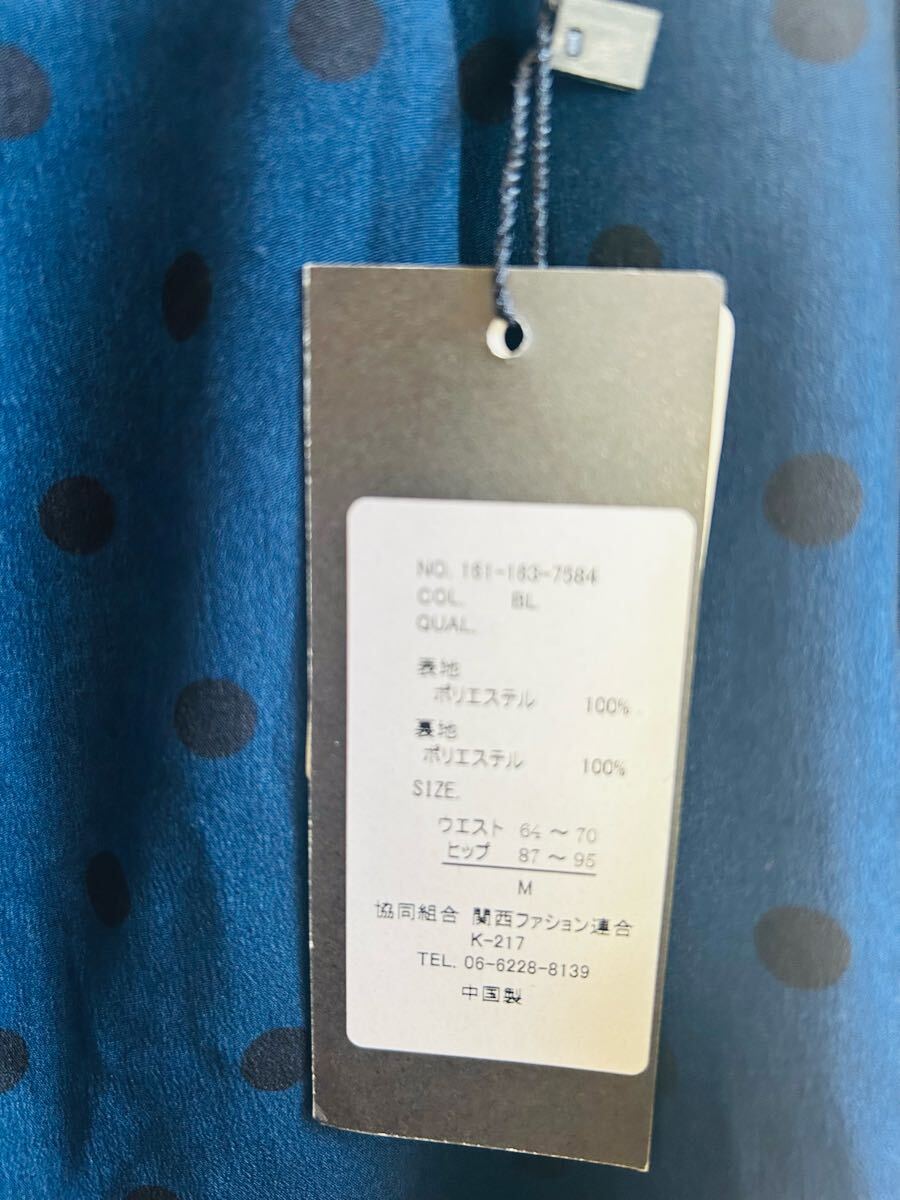 NO. 161-163-7584
COL. BL
QUAL.
表地
ポリエステル 100%
裏地
ポリエステル 100%
SIZE.
ウエスト 64～70
ヒップ 87～95
M
協同組合 関西ファション連合
K-217
TEL. 06-6228-8139
中国製